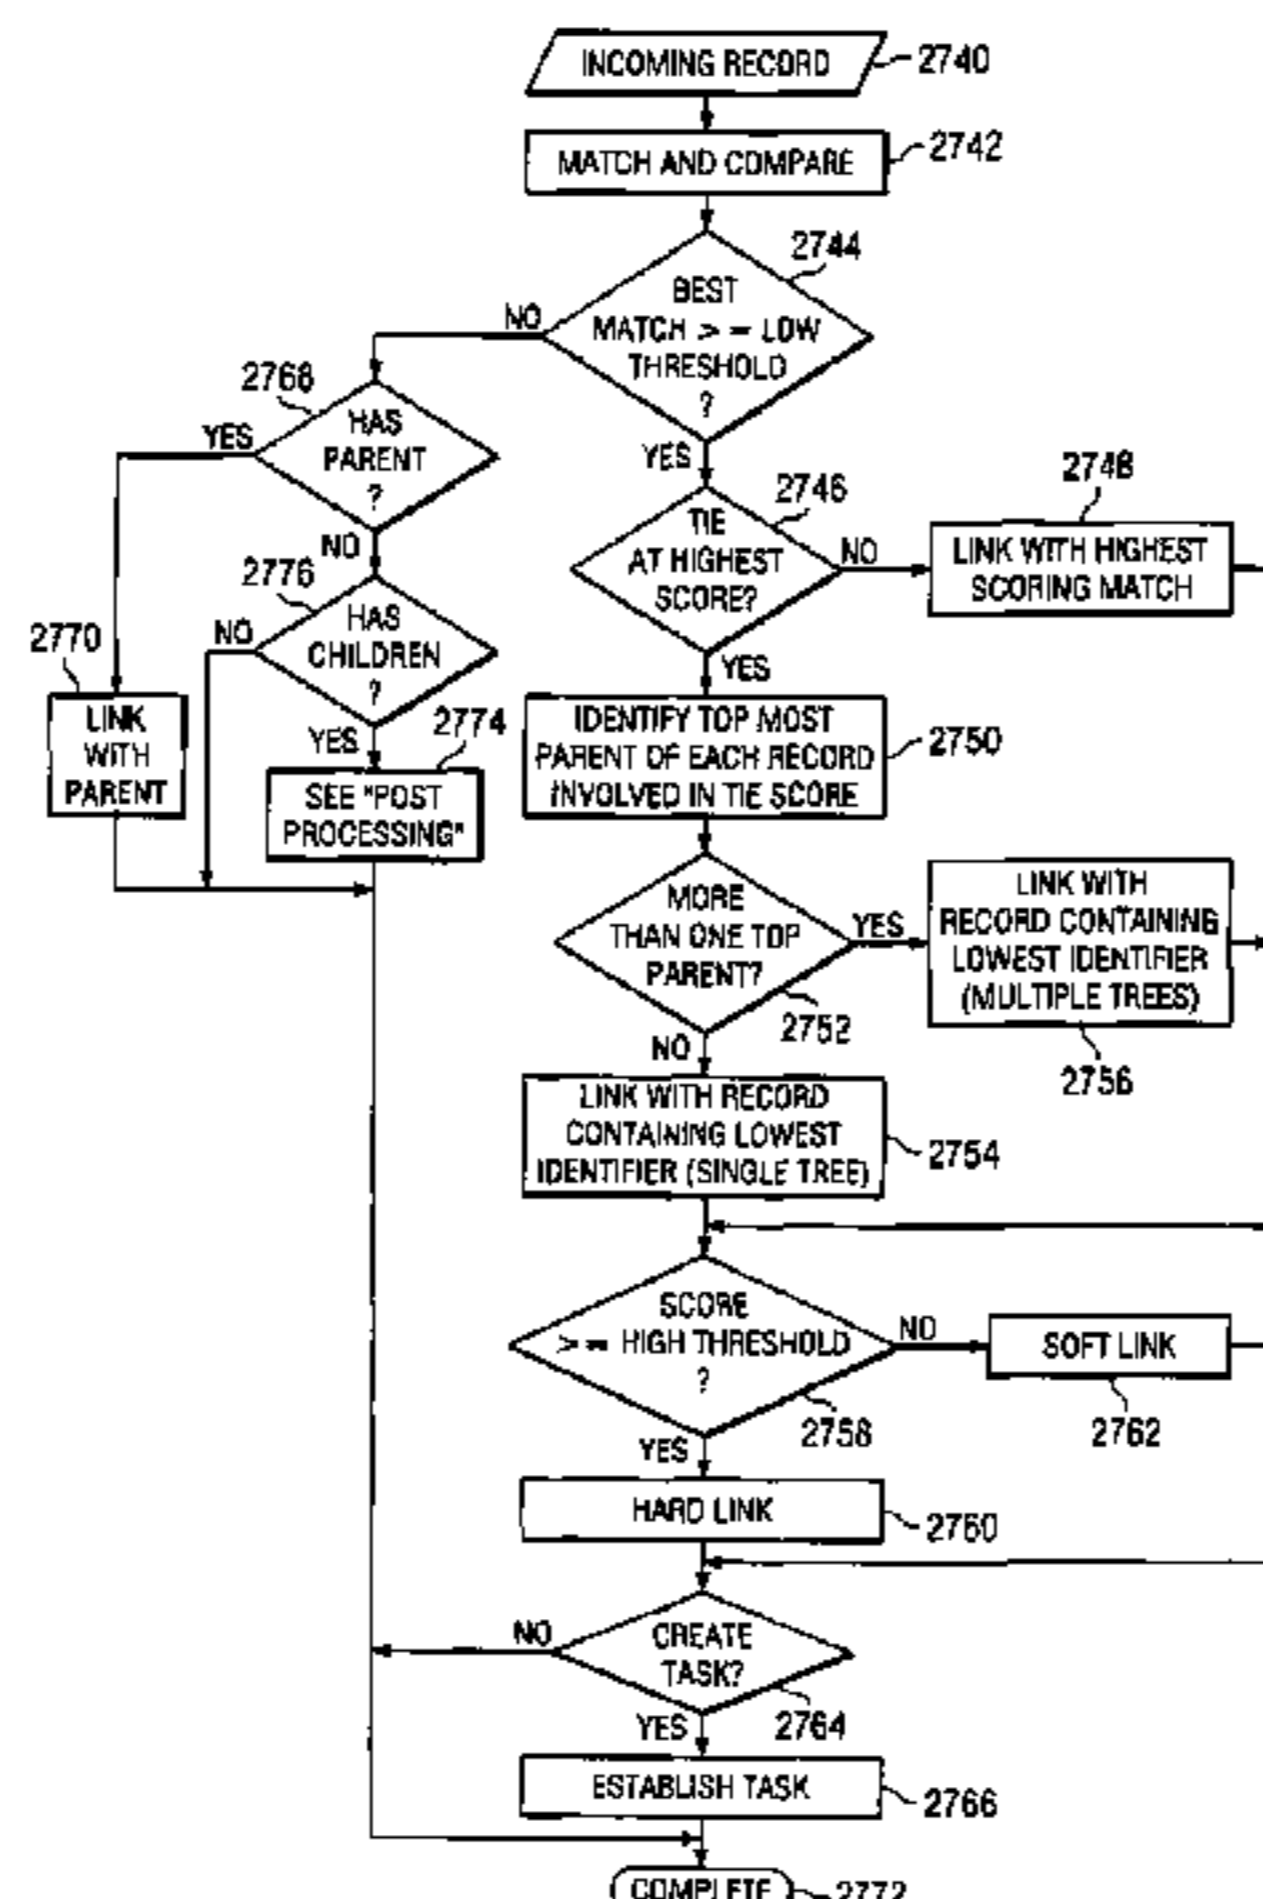 INCOMING RECORD
2740
MATCH AND COMPARE
2742
2744
BEST
MATCH > = LOW
THRESHOLD
?
NO
YES
2768
HAS
PARENT
?
YES
NO
2746
TIE
AT HIGHEST
SCORE?
NO
YES
2748
LINK WITH HIGHEST
SCORING MATCH
2776
HAS
CHILDREN
?
NO
YES
2770
LINK
WITH
PARENT
2774
SEE "POST
PROCESSING"
IDENTIFY TOP MOST
PARENT OF EACH RECORD
INVOLVED IN TIE SCORE
2750
MORE
THAN ONE TOP
PARENT?
2752
YES
NO
LINK WITH
RECORD CONTAINING
LOWEST IDENTIFIER
(MULTIPLE TREES)
2756
LINK WITH RECORD
CONTAINING LOWEST
IDENTIFIER (SINGLE TREE)
2754
SCORE
> = HIGH THRESHOLD
?
2758
NO
YES
SOFT LINK
2762
HARD LINK
2760
CREATE
TASK?
2764
NO
YES
ESTABLISH TASK
2766
COMPLETE
2772